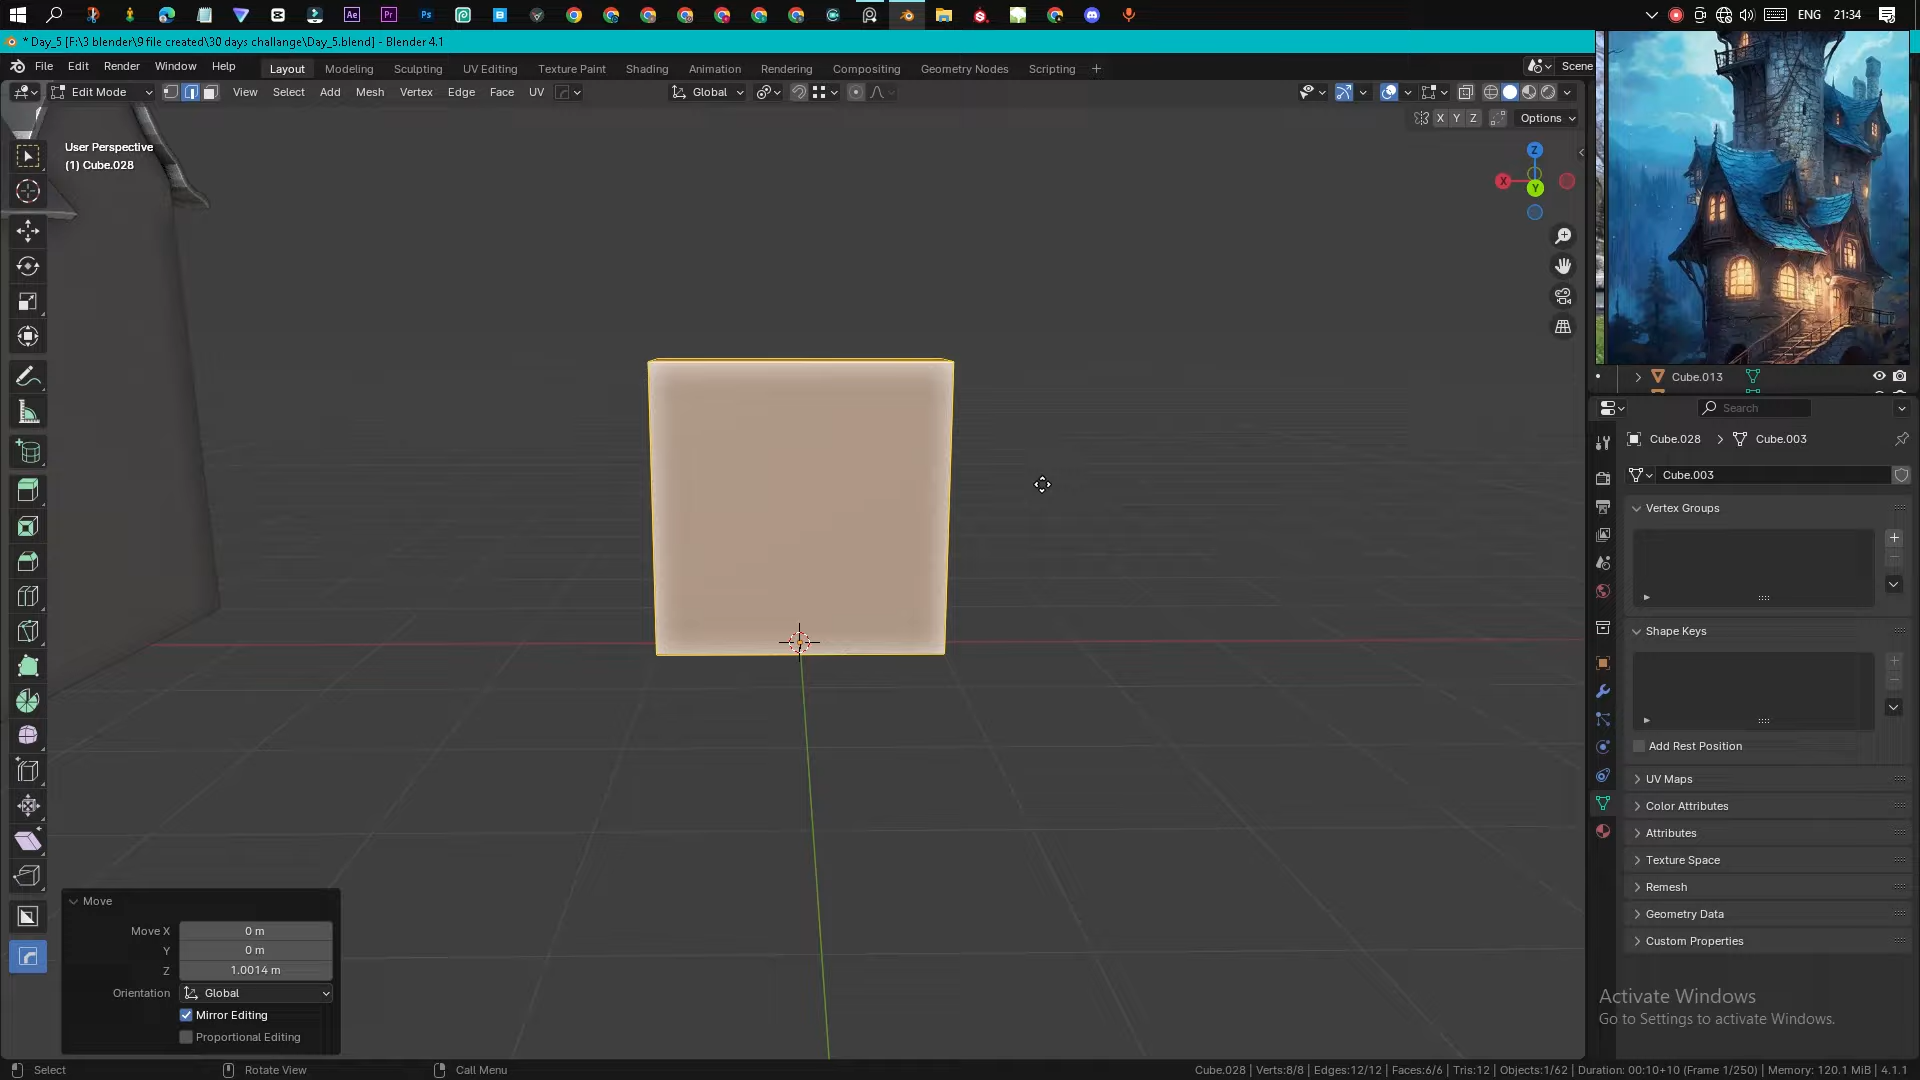 ENG
21:34
* Day_5 [F:\3 blender\9 file created\30 days challange\Day_5.blend] - Blender 4.1
File Edit Render Window Help
Layout Modeling Sculpting UV Editing Texture Paint Shading Animation Rendering Compositing Geometry Nodes Scripting +
Scene
Edit Mode View Select Add Mesh Vertex Edge Face UV
Global
X Y Z Options
User Perspective
(1) Cube.028
Z
X
Y
Cube.013
Search
Cube.028 > Cube.003
Cube.003
Vertex Groups
Shape Keys
Add Rest Position
UV Maps
Color Attributes
Attributes
Texture Space
Remesh
Geometry Data
Custom Properties
Move
Move X 0 m
Y 0 m
Z 1.0014 m
Orientation Global
Mirror Editing
Proportional Editing
Activate Windows
Go to Settings to activate Windows.
Select Rotate View Call Menu
Cube.028 | Verts:8/8 | Edges:12/12 | Faces:6/6 | Tris:12 | Objects:1/62 | Duration: 00:10+10 (Frame 1/250) | Memory: 120.1 MiB | 4.1.1